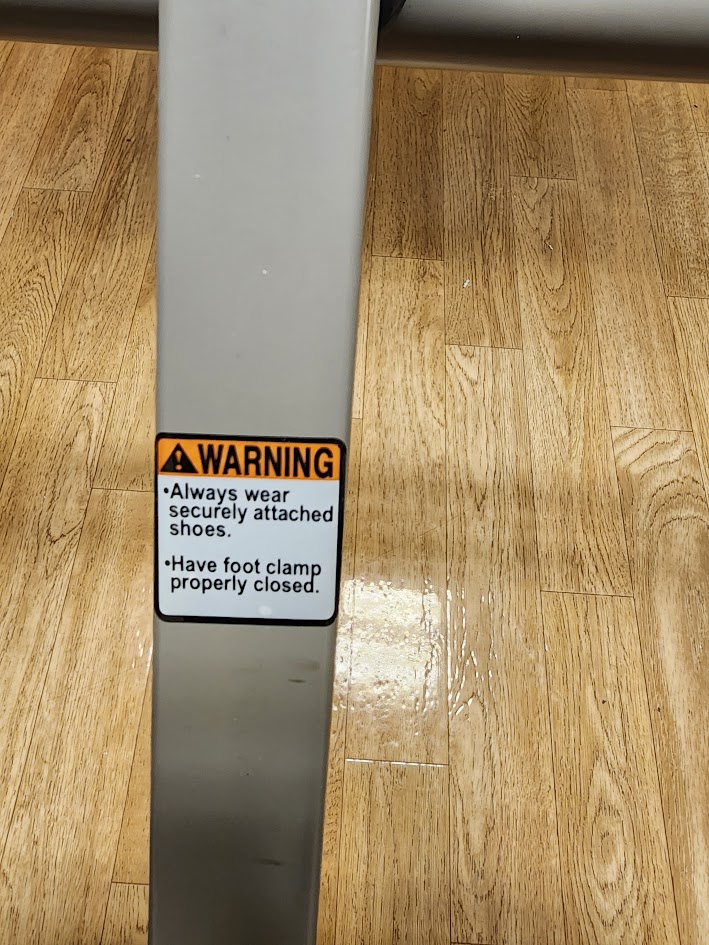 WARNING
•Always wear
securely attached
shoes.
•Have foot clamp
properly closed.